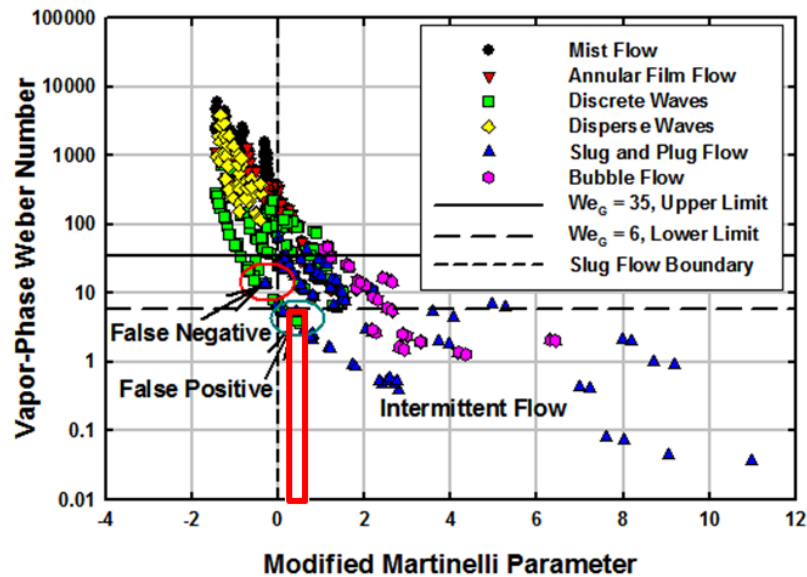 100000
10000
1000
100
10
1
0.1
0.01
Vapor-Phase Weber Number
Mist Flow
Annular Film Flow
Discrete Waves
Disperse Waves
Slug and Plug Flow
Bubble Flow
We_G = 35, Upper Limit
We_G = 6, Lower Limit
Slug Flow Boundary
False Negative
False Positive
Intermittent Flow
-4 -2 0 2 4 6 8 10 12
Modified Martinelli Parameter